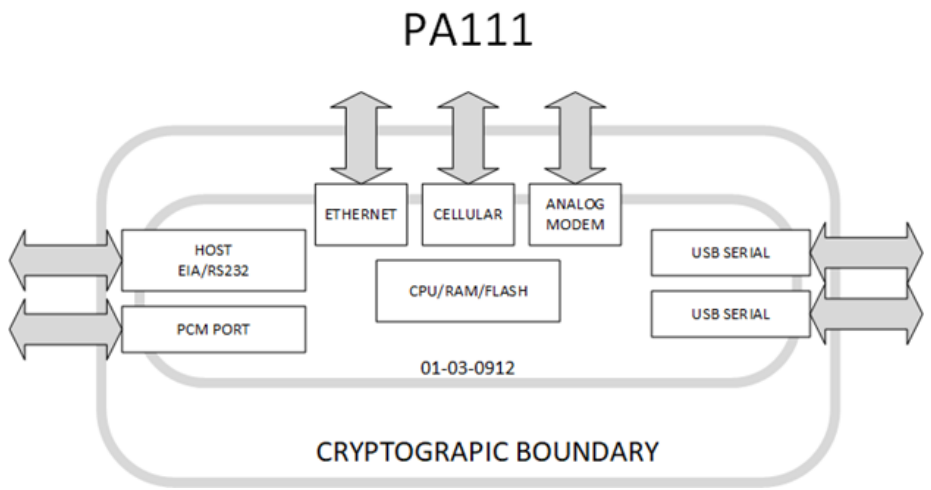 PA111
ETHERNET
CELLULAR
ANALOG
MODEM
HOST
EIA/RS232
USB SERIAL
CPU/RAM/FLASH
PCM PORT
USB SERIAL
01-03-0912
CRYPTOGRAPIC BOUNDARY